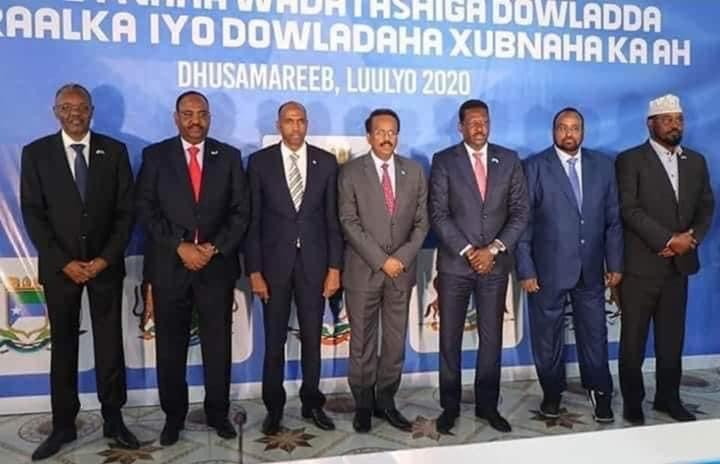 WADATASHIGA DOWLADDA
RAALKA IYO DOWLADAHA XUBNAHA KA AH
DHUSAMAREEB, LUULYO 2020